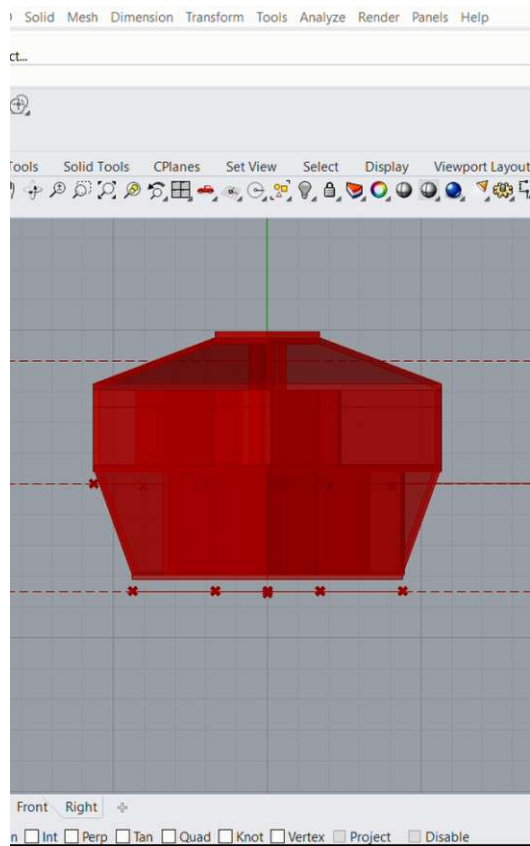 Solid Mesh Dimension Transform Tools Analyze Render Panels Help
ct...
Tools Solid Tools CPlanes Set View Select Display Viewport Layout
Front Right
n Int Perp Tan Quad Knot Vertex Project Disable